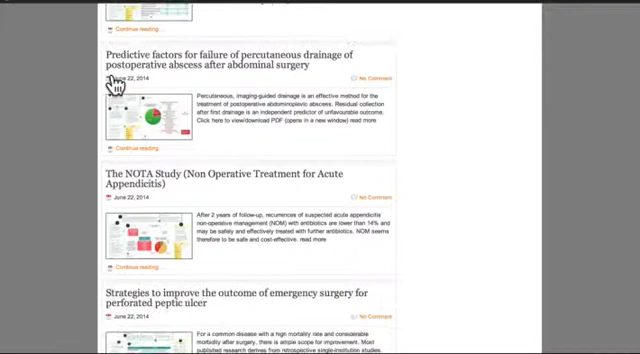 Continue reading ...
Predictive factors for failure of percutaneous drainage of
postoperative abscess after abdominal surgery
June 22, 2014
No Comment
Percutaneous, imaging-guided drainage is an effective method for the
treatment of postoperative abdominopelvic abscess. Residual collection
after first drainage is an independent predictor of unfavourable outcome.
Click here to view/download PDF (opens in a new window) read more
Continue reading ...
The NOTA Study (Non Operative Treatment for Acute
Appendicitis)
June 22, 2014
No Comment
After 2 years of follow-up, recurrences of suspected acute appendicitis
non-operative management (NOM) with antibiotics are lower than 14% and
may be safely and effectively treated with further antibiotics. NOM seems
therefore to be safe and cost-effective. read more
Continue reading ...
Strategies to improve the outcome of emergency surgery for
perforated peptic ulcer
June 22, 2014
No Comment
For a common disease with a high mortality rate and considerable
morbidity after surgery, there is ample scope for improvement. Most
published research derives from retrospective single-institution studies.